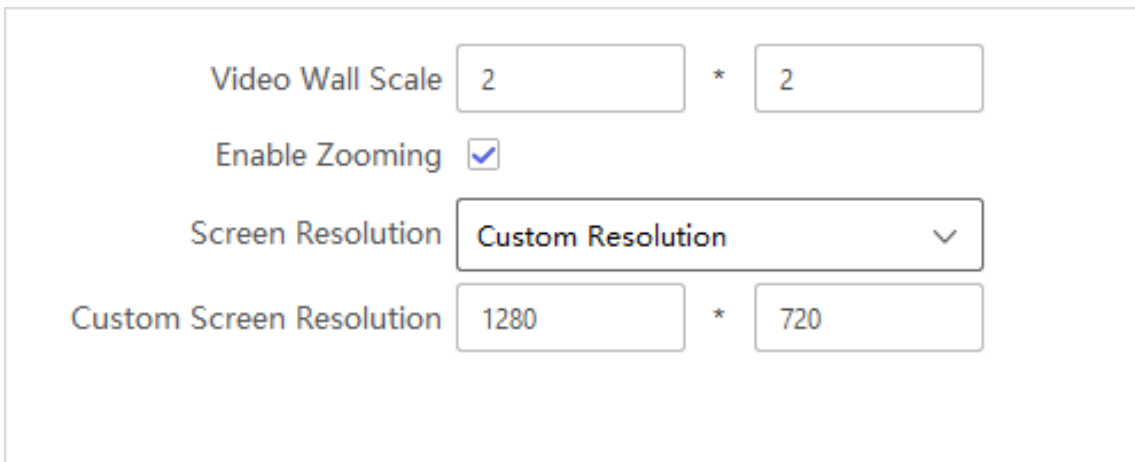 Video Wall Scale 2 * 2
Enable Zooming
Screen Resolution Custom Resolution
Custom Screen Resolution 1280 * 720